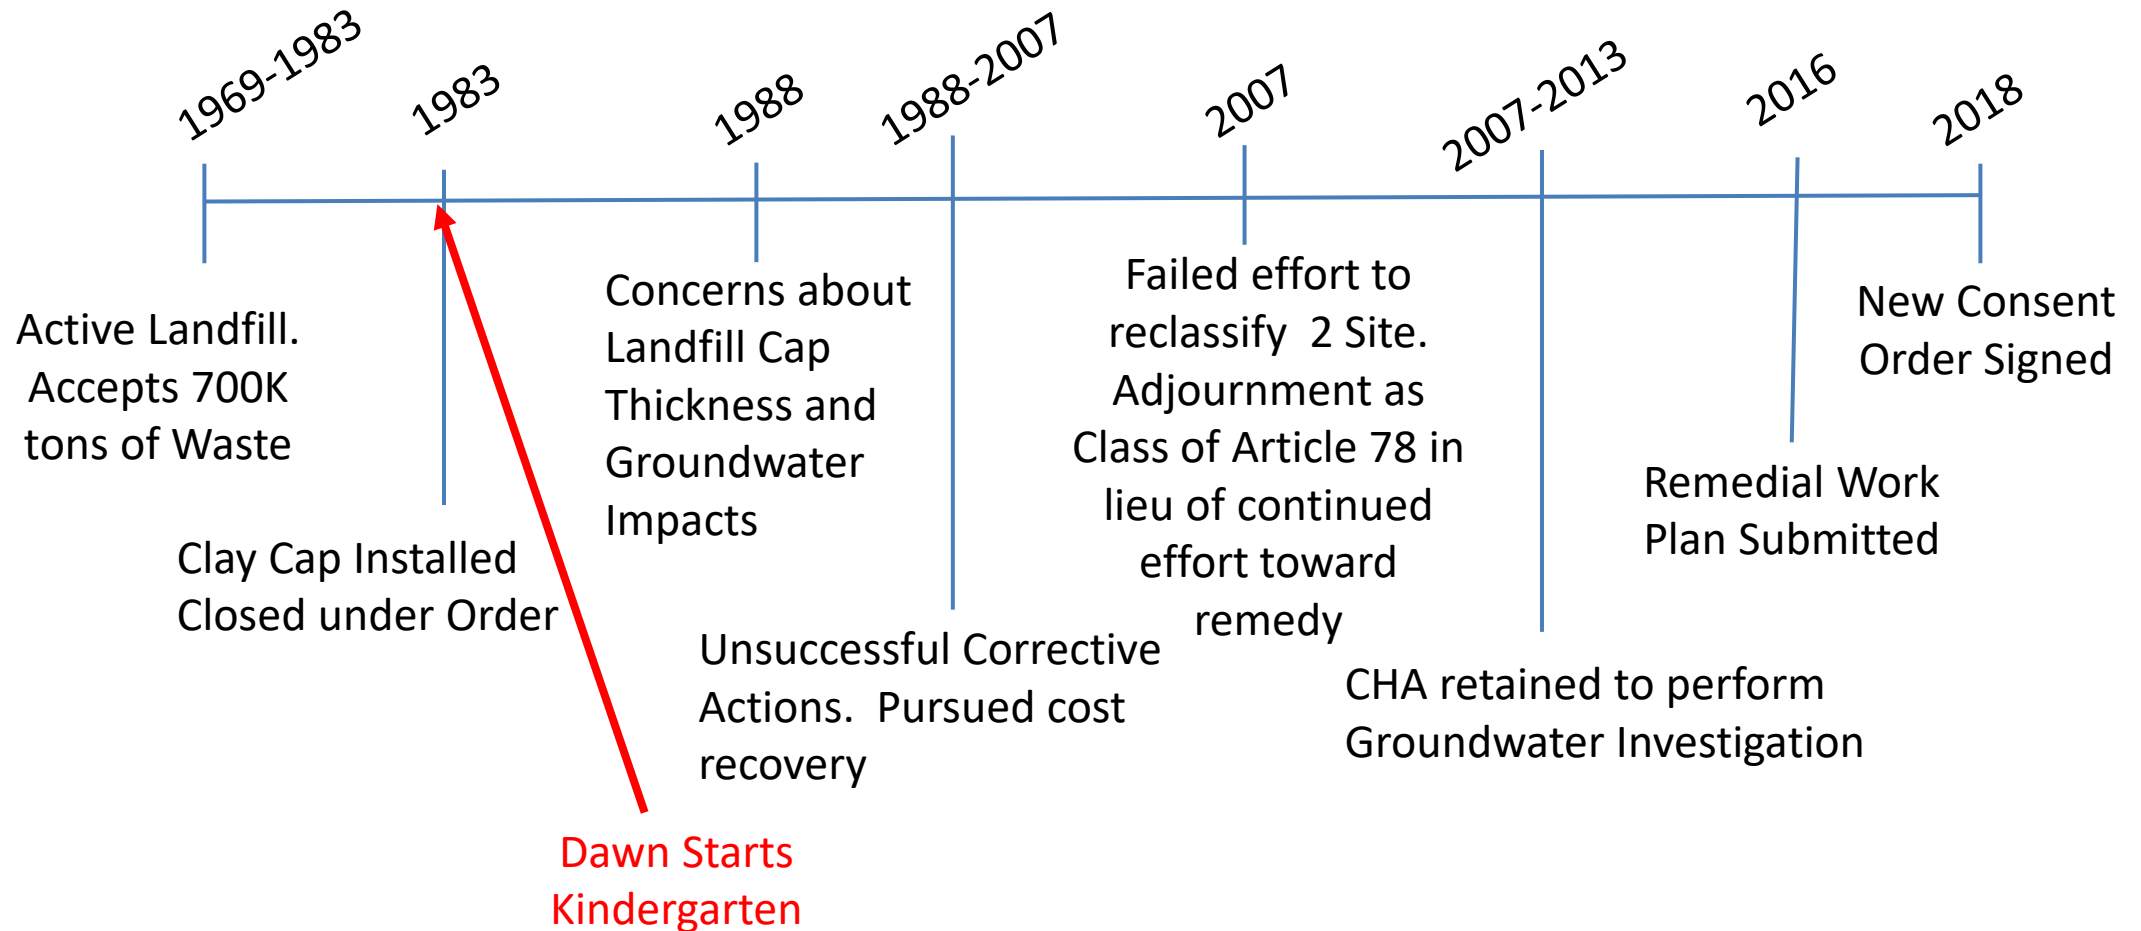 1969-1983
1983
1988
1988-2007
2007
2007-2013
2016
2018
Active Landfill.
Accepts 700K
tons of Waste
Clay Cap Installed
Closed under Order
Concerns about
Landfill Cap
Thickness and
Groundwater
Impacts
Unsuccessful Corrective
Actions.  Pursued cost
recovery
Failed effort to
reclassify  2 Site.
Adjournment as
Class of Article 78 in
lieu of continued
effort toward
remedy
CHA retained to perform
Groundwater Investigation
Remedial Work
Plan Submitted
New Consent
Order Signed
Dawn Starts
Kindergarten